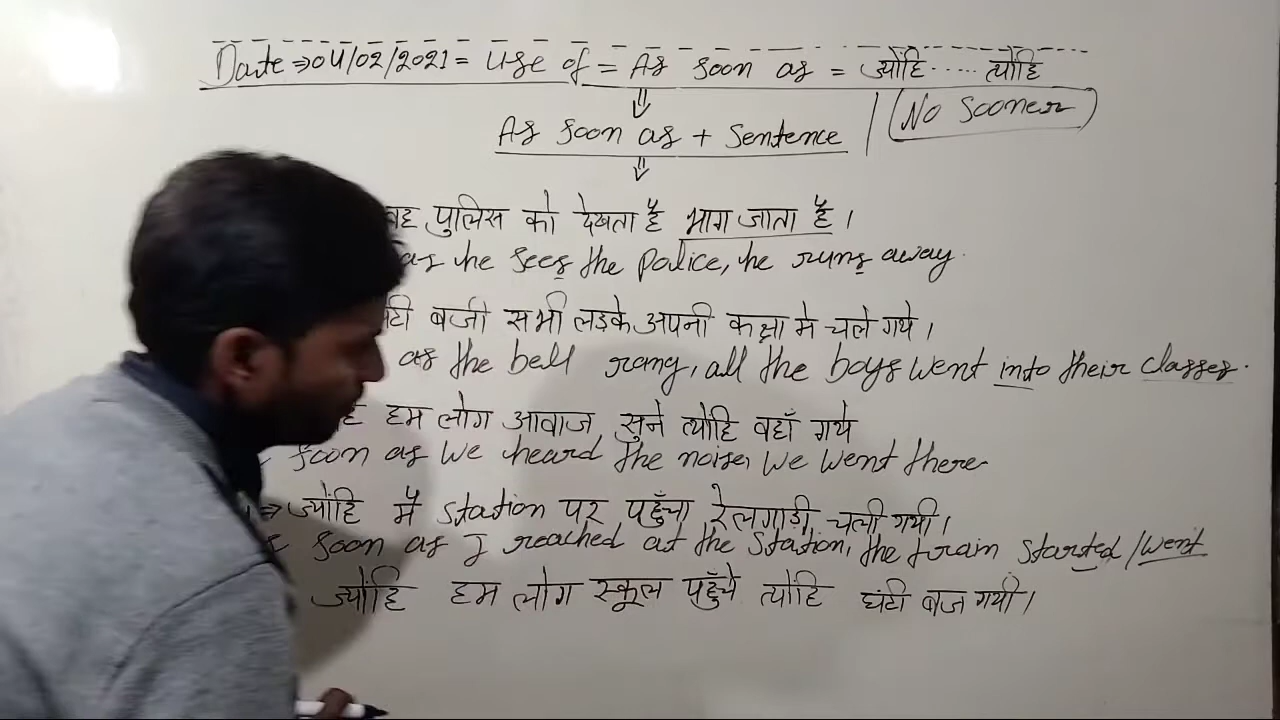 Date ⇒ 04/02/2021 = Use of = As soon as = ज्योंहि ..... त्योंहि
As soon as + Sentence / (No Sooner)
वह पुलिस को देखता है भाग जाता है ।
as he sees the police, he runs away.
बजी सभी लड़के अपनी कक्षा मे चले गये ।
as the bell rang, all the boys went into their classes.
हम लोग आवाज सुने त्योहि वहाँ गये
soon as we heard the noise, we went there
⇒ ज्योंहि मैं station पर पहुँचा रेलगाड़ी चली गयी ।
soon as I reached at the station, the train started / went
ज्योंहि हम लोग स्कूल पहुँचे त्योंहि घंटी बज गयी ।